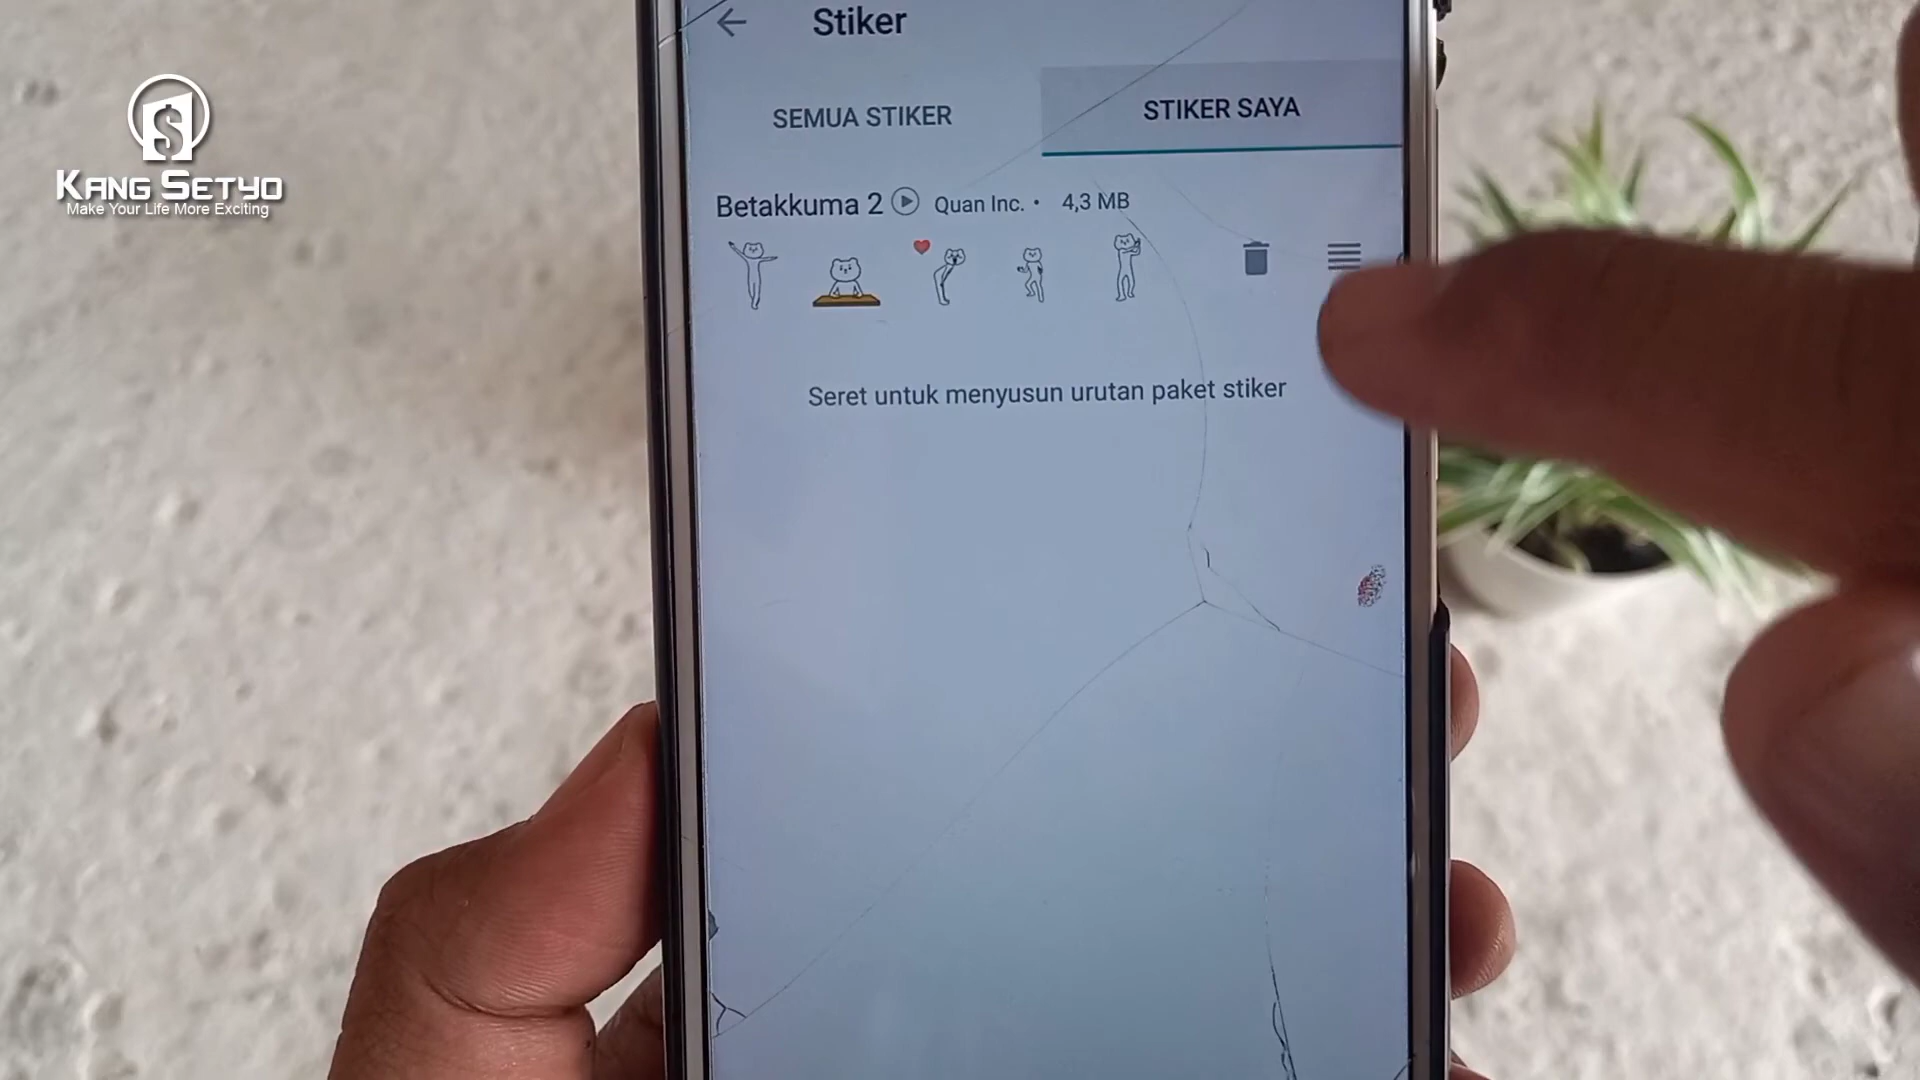 Stiker
SEMUA STIKER
STIKER SAYA
Betakkuma 2 Quan Inc. • 4,3 MB
Seret untuk menyusun urutan paket stiker
KANG SETYO
Make Your Life More Exciting